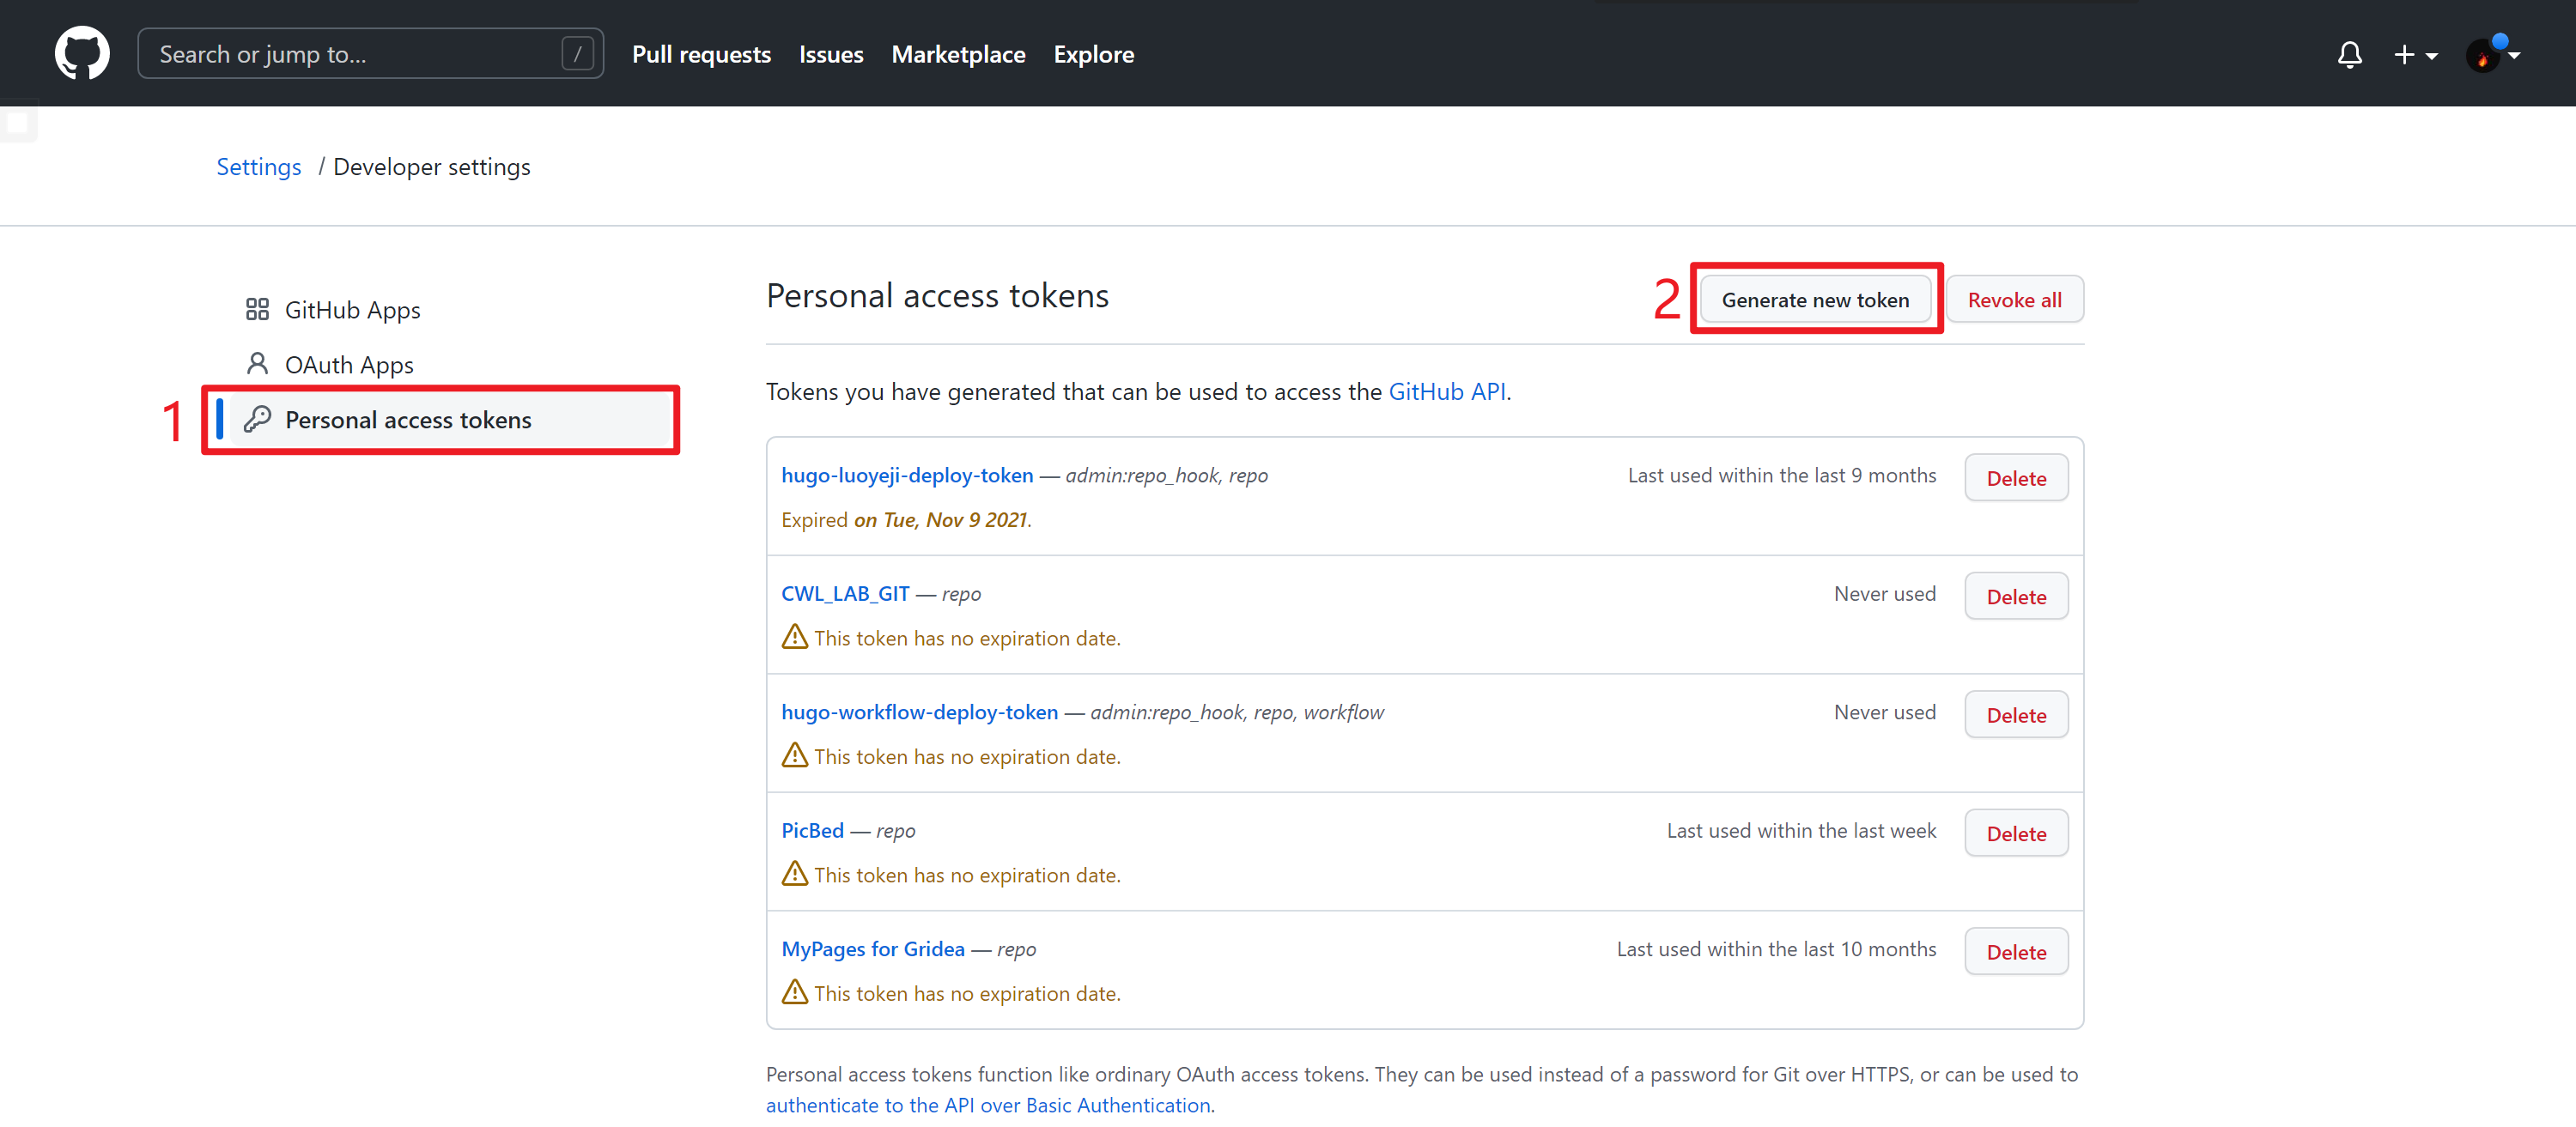 Search or jump to... / Pull requests Issues Marketplace Explore
Settings / Developer settings
GitHub Apps
OAuth Apps
1 Personal access tokens
Personal access tokens 2 Generate new token Revoke all
Tokens you have generated that can be used to access the GitHub API.
hugo-luoyeji-deploy-token — admin:repo_hook, repo Last used within the last 9 months Delete
Expired on Tue, Nov 9 2021.
CWL_LAB_GIT — repo Never used Delete
This token has no expiration date.
hugo-workflow-deploy-token — admin:repo_hook, repo, workflow Never used Delete
This token has no expiration date.
PicBed — repo Last used within the last week Delete
This token has no expiration date.
MyPages for Gridea — repo Last used within the last 10 months Delete
This token has no expiration date.
Personal access tokens function like ordinary OAuth access tokens. They can be used instead of a password for Git over HTTPS, or can be used to
authenticate to the API over Basic Authentication.